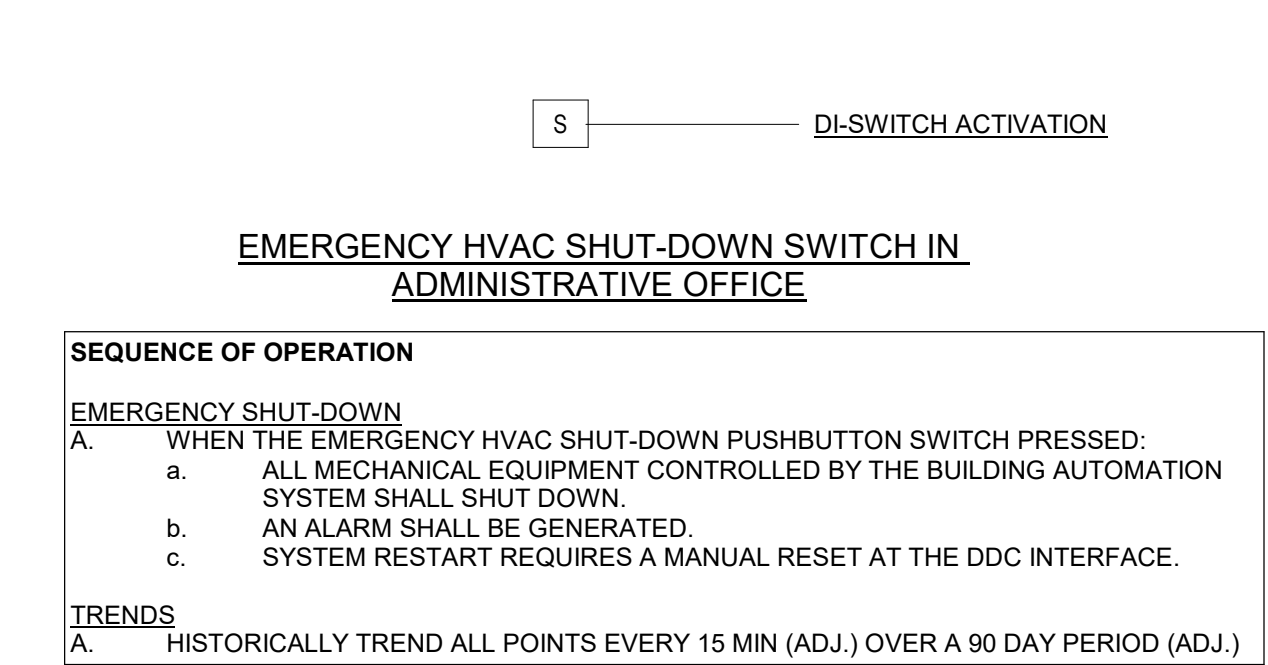 S
DI-SWITCH ACTIVATION
EMERGENCY HVAC SHUT-DOWN SWITCH IN
ADMINISTRATIVE OFFICE
SEQUENCE OF OPERATION
EMERGENCY SHUT-DOWN
A. WHEN THE EMERGENCY HVAC SHUT-DOWN PUSHBUTTON SWITCH PRESSED:
a. ALL MECHANICAL EQUIPMENT CONTROLLED BY THE BUILDING AUTOMATION
SYSTEM SHALL SHUT DOWN.
b. AN ALARM SHALL BE GENERATED.
c. SYSTEM RESTART REQUIRES A MANUAL RESET AT THE DDC INTERFACE.
TRENDS
A. HISTORICALLY TREND ALL POINTS EVERY 15 MIN (ADJ.) OVER A 90 DAY PERIOD (ADJ.)